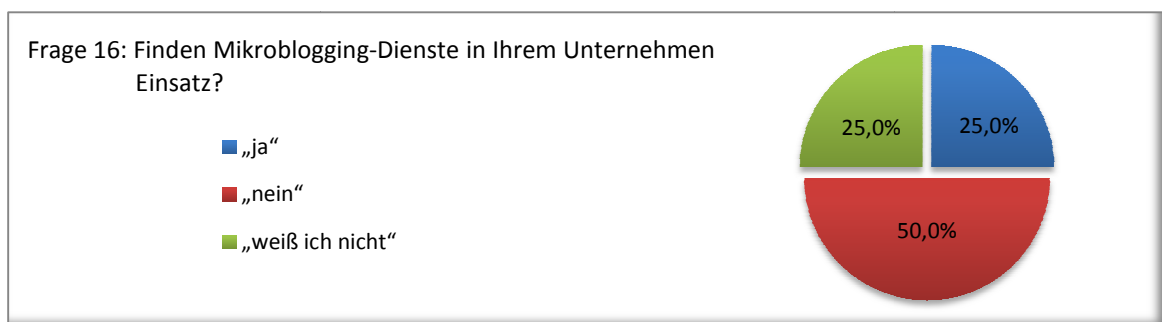 Frage 16: Finden Mikroblogging-Dienste in Ihrem Unternehmen
Einsatz?
„ja“
„nein“
„weiß ich nicht“
25,0%
25,0%
50,0%